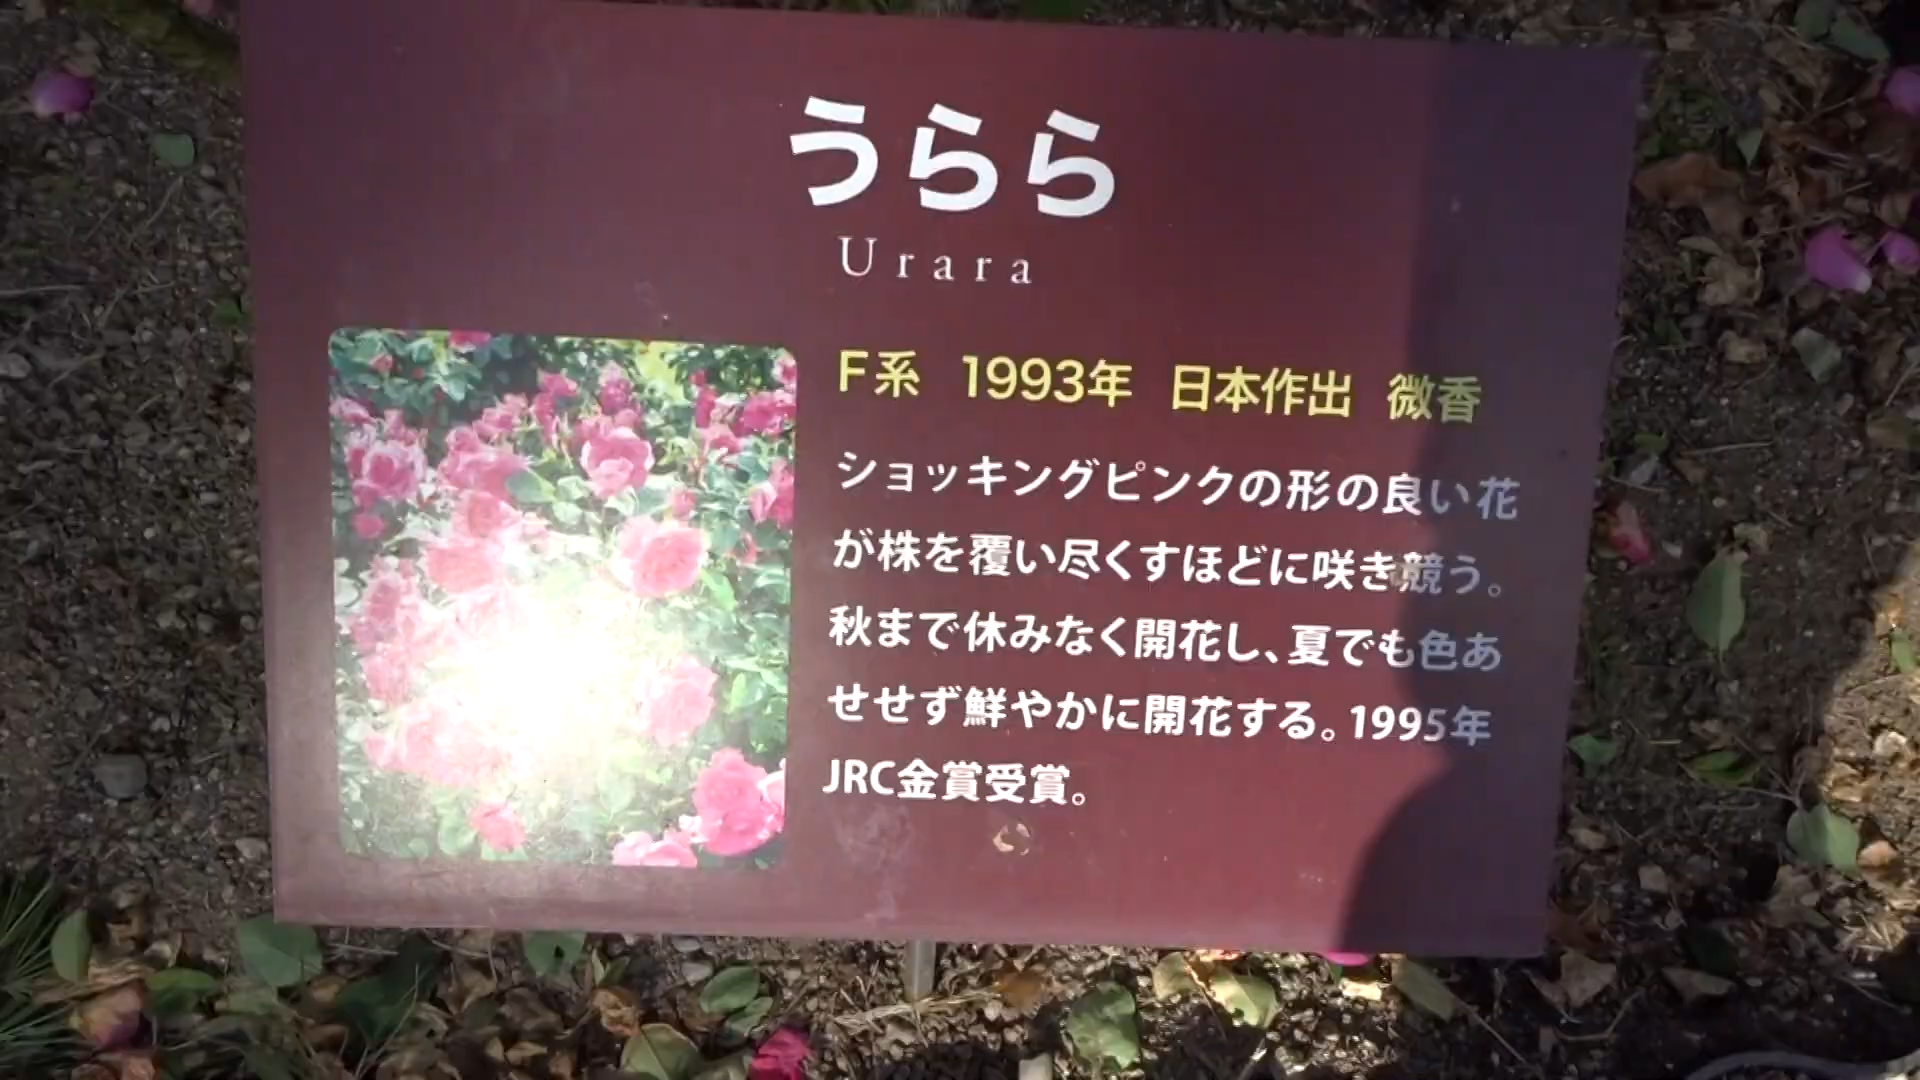 うらら
Urara
F系 1993年 日本作出 微香
ショッキングピンクの形の良い花
が株を覆い尽くすほどに咲き競う。
秋まで休みなく開花し、夏でも色あ
せせず鮮やかに開花する。1995年
JRC金賞受賞。